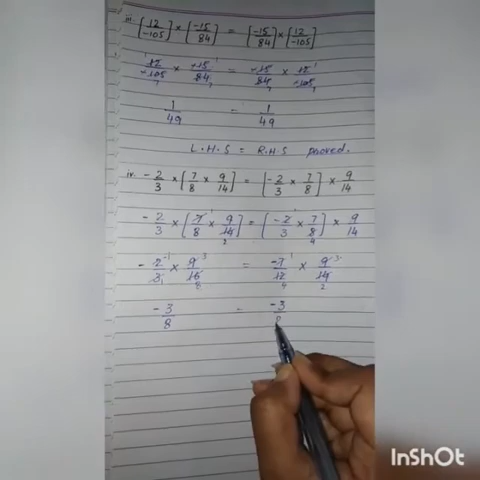 iii. [12/-105] × [-15/84] = [-15/84] × [12/-105]
12/-105 × -15/84 = -15/84 × 12/-105
1/49 = 1/49
L.H.S = R.H.S proved.
iv. -2/3 × [7/8 × 9/14] = [-2/3 × 7/8] × 9/14
-2/3 × [7/8 × 9/14] = [-2/3 × 7/8] × 9/14
-2/3 × 9/16 = -7/12 × 9/14
-3/8 = -3/8
InShOt